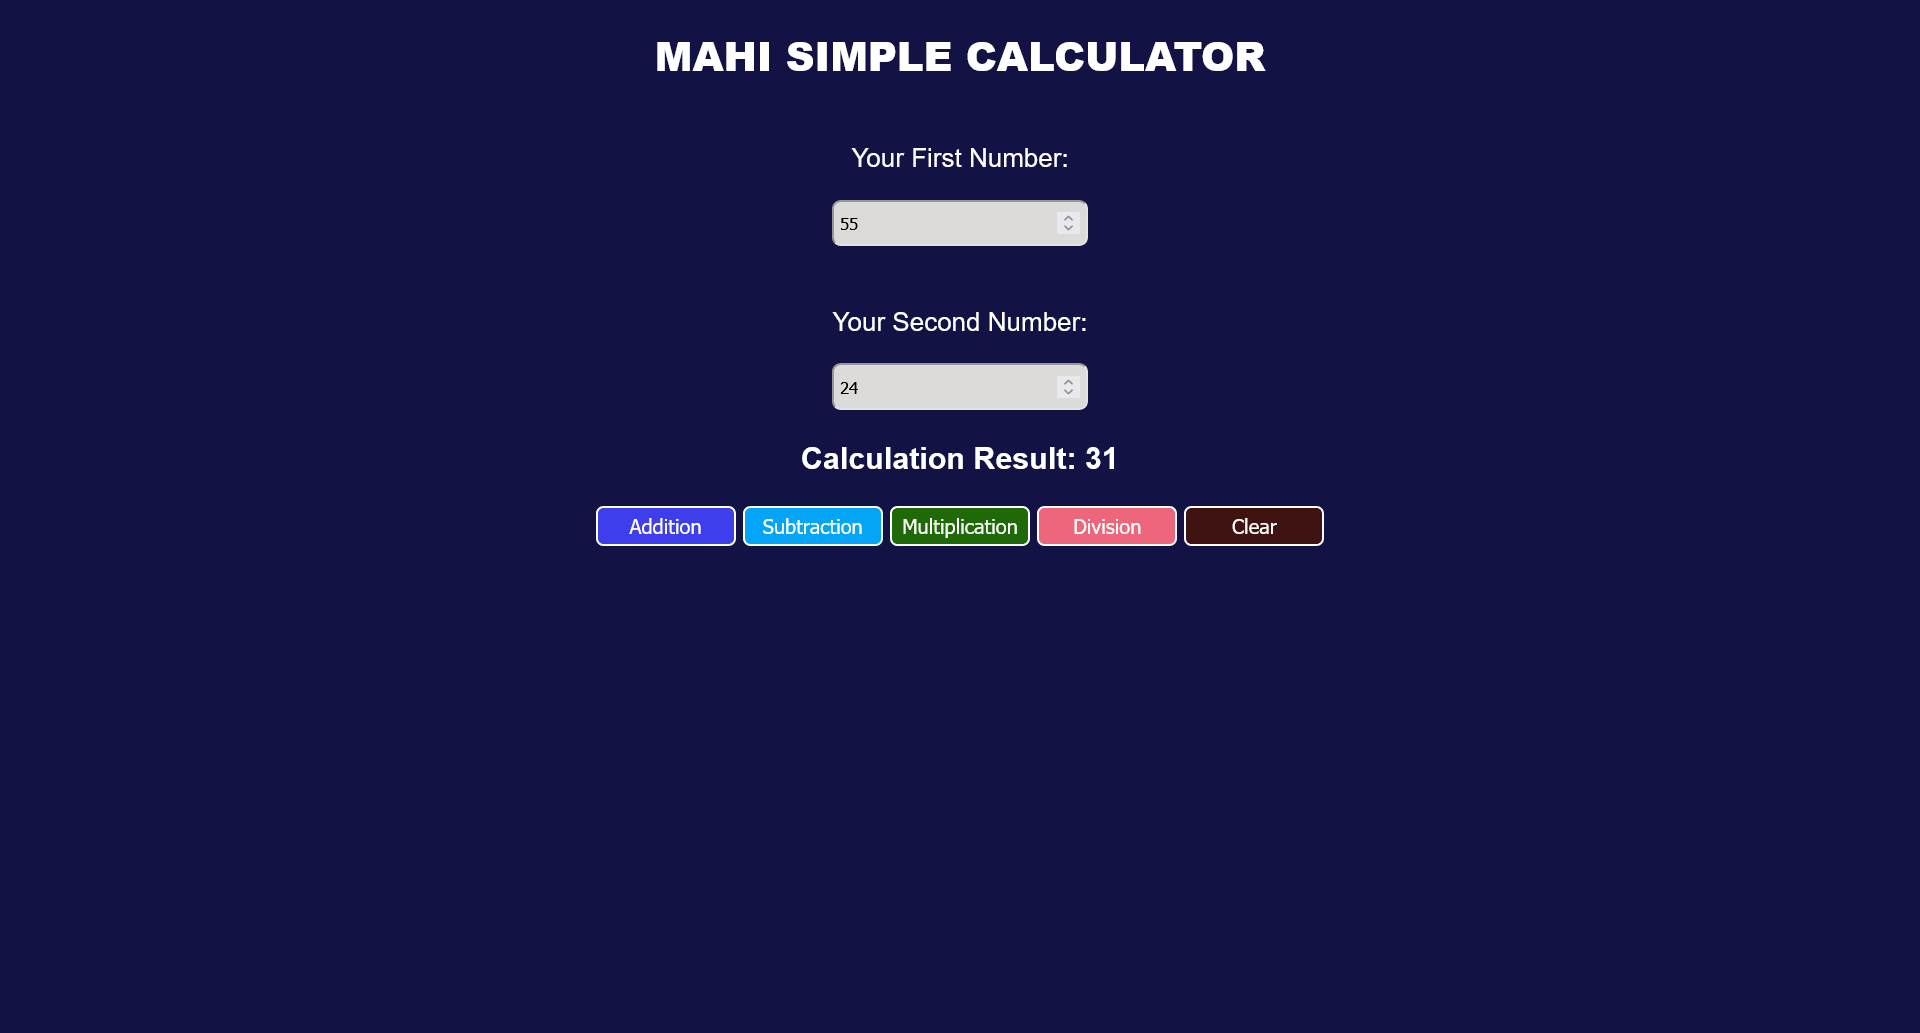 MAHI SIMPLE CALCULATOR
Your First Number:
55
Your Second Number:
24
Calculation Result: 31
Addition Subtraction Multiplication Division Clear